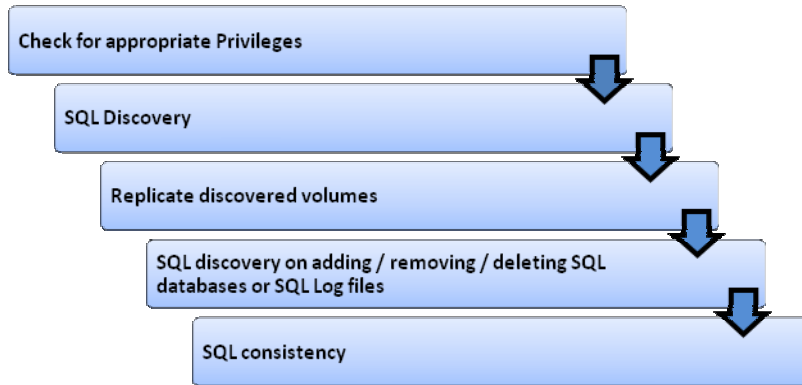 Check for appropriate Privileges
SQL Discovery
Replicate discovered volumes
SQL discovery on adding / removing / deleting SQL
databases or SQL Log files
SQL consistency